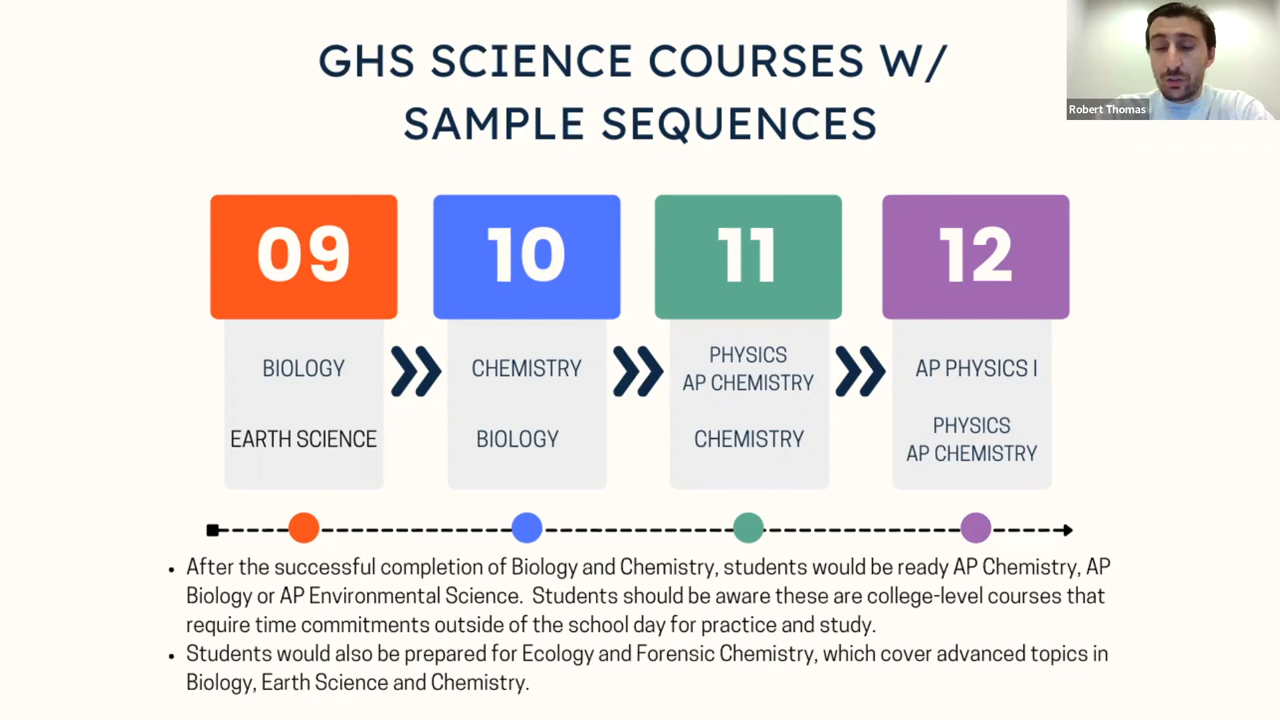 GHS SCIENCE COURSES W/
SAMPLE SEQUENCES
Robert Thomas
09
10
11
12
BIOLOGY
CHEMISTRY
PHYSICS
AP CHEMISTRY
AP PHYSICS I
EARTH SCIENCE
BIOLOGY
CHEMISTRY
PHYSICS
AP CHEMISTRY
• After the successful completion of Biology and Chemistry, students would be ready AP Chemistry, AP
Biology or AP Environmental Science. Students should be aware these are college-level courses that
require time commitments outside of the school day for practice and study.
• Students would also be prepared for Ecology and Forensic Chemistry, which cover advanced topics in
Biology, Earth Science and Chemistry.